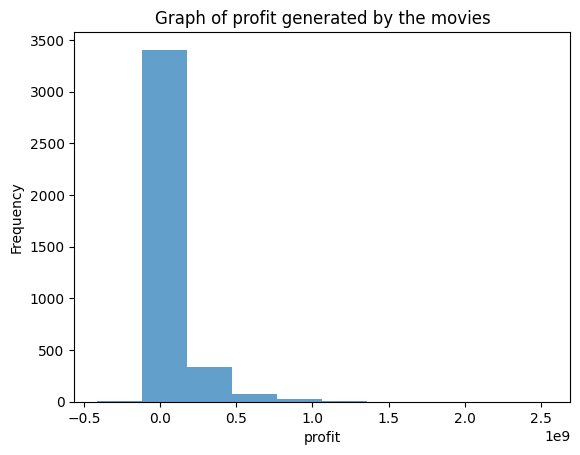 Graph of profit generated by the movies
3500
3000
2500
2000
1500
1000
500
0
Frequency
−0.5 0.0 0.5 1.0 1.5 2.0 2.5
1e9
profit